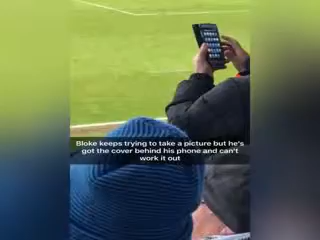 Bloke keeps trying to take a picture but he's
got the cover behind his phone and can't
work it out